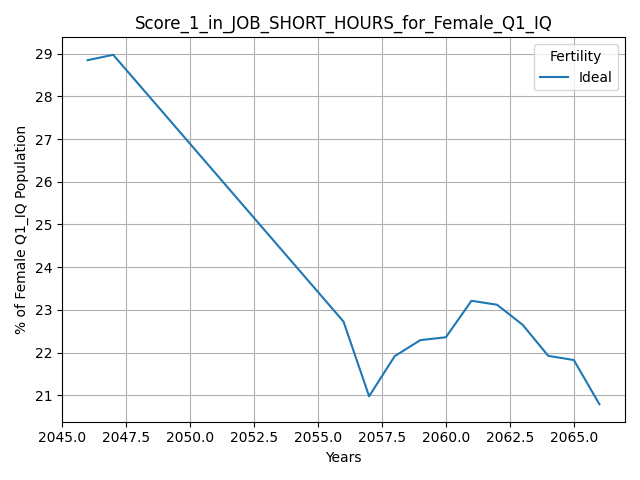 Score_1_in_JOB_SHORT_HOURS_for_Female_Q1_IQ
Fertility
Ideal
% of Female Q1_IQ Population
29
28
27
26
25
24
23
22
21
2045.0 2047.5 2050.0 2052.5 2055.0 2057.5 2060.0 2062.5 2065.0
Years